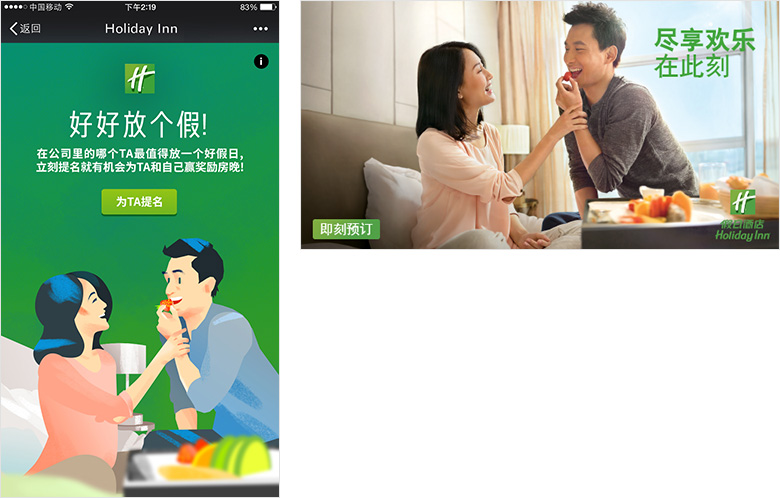 中国移动 下午2:19 83%
返回 Holiday Inn
i
H
好好放个假!
在公司里的哪个TA最值得放一个好假日,
立刻提名就有机会为TA和自己赢奖励房晚!
为TA提名
尽享欢乐
在此刻
即刻预订
H
假日酒店
Holiday Inn